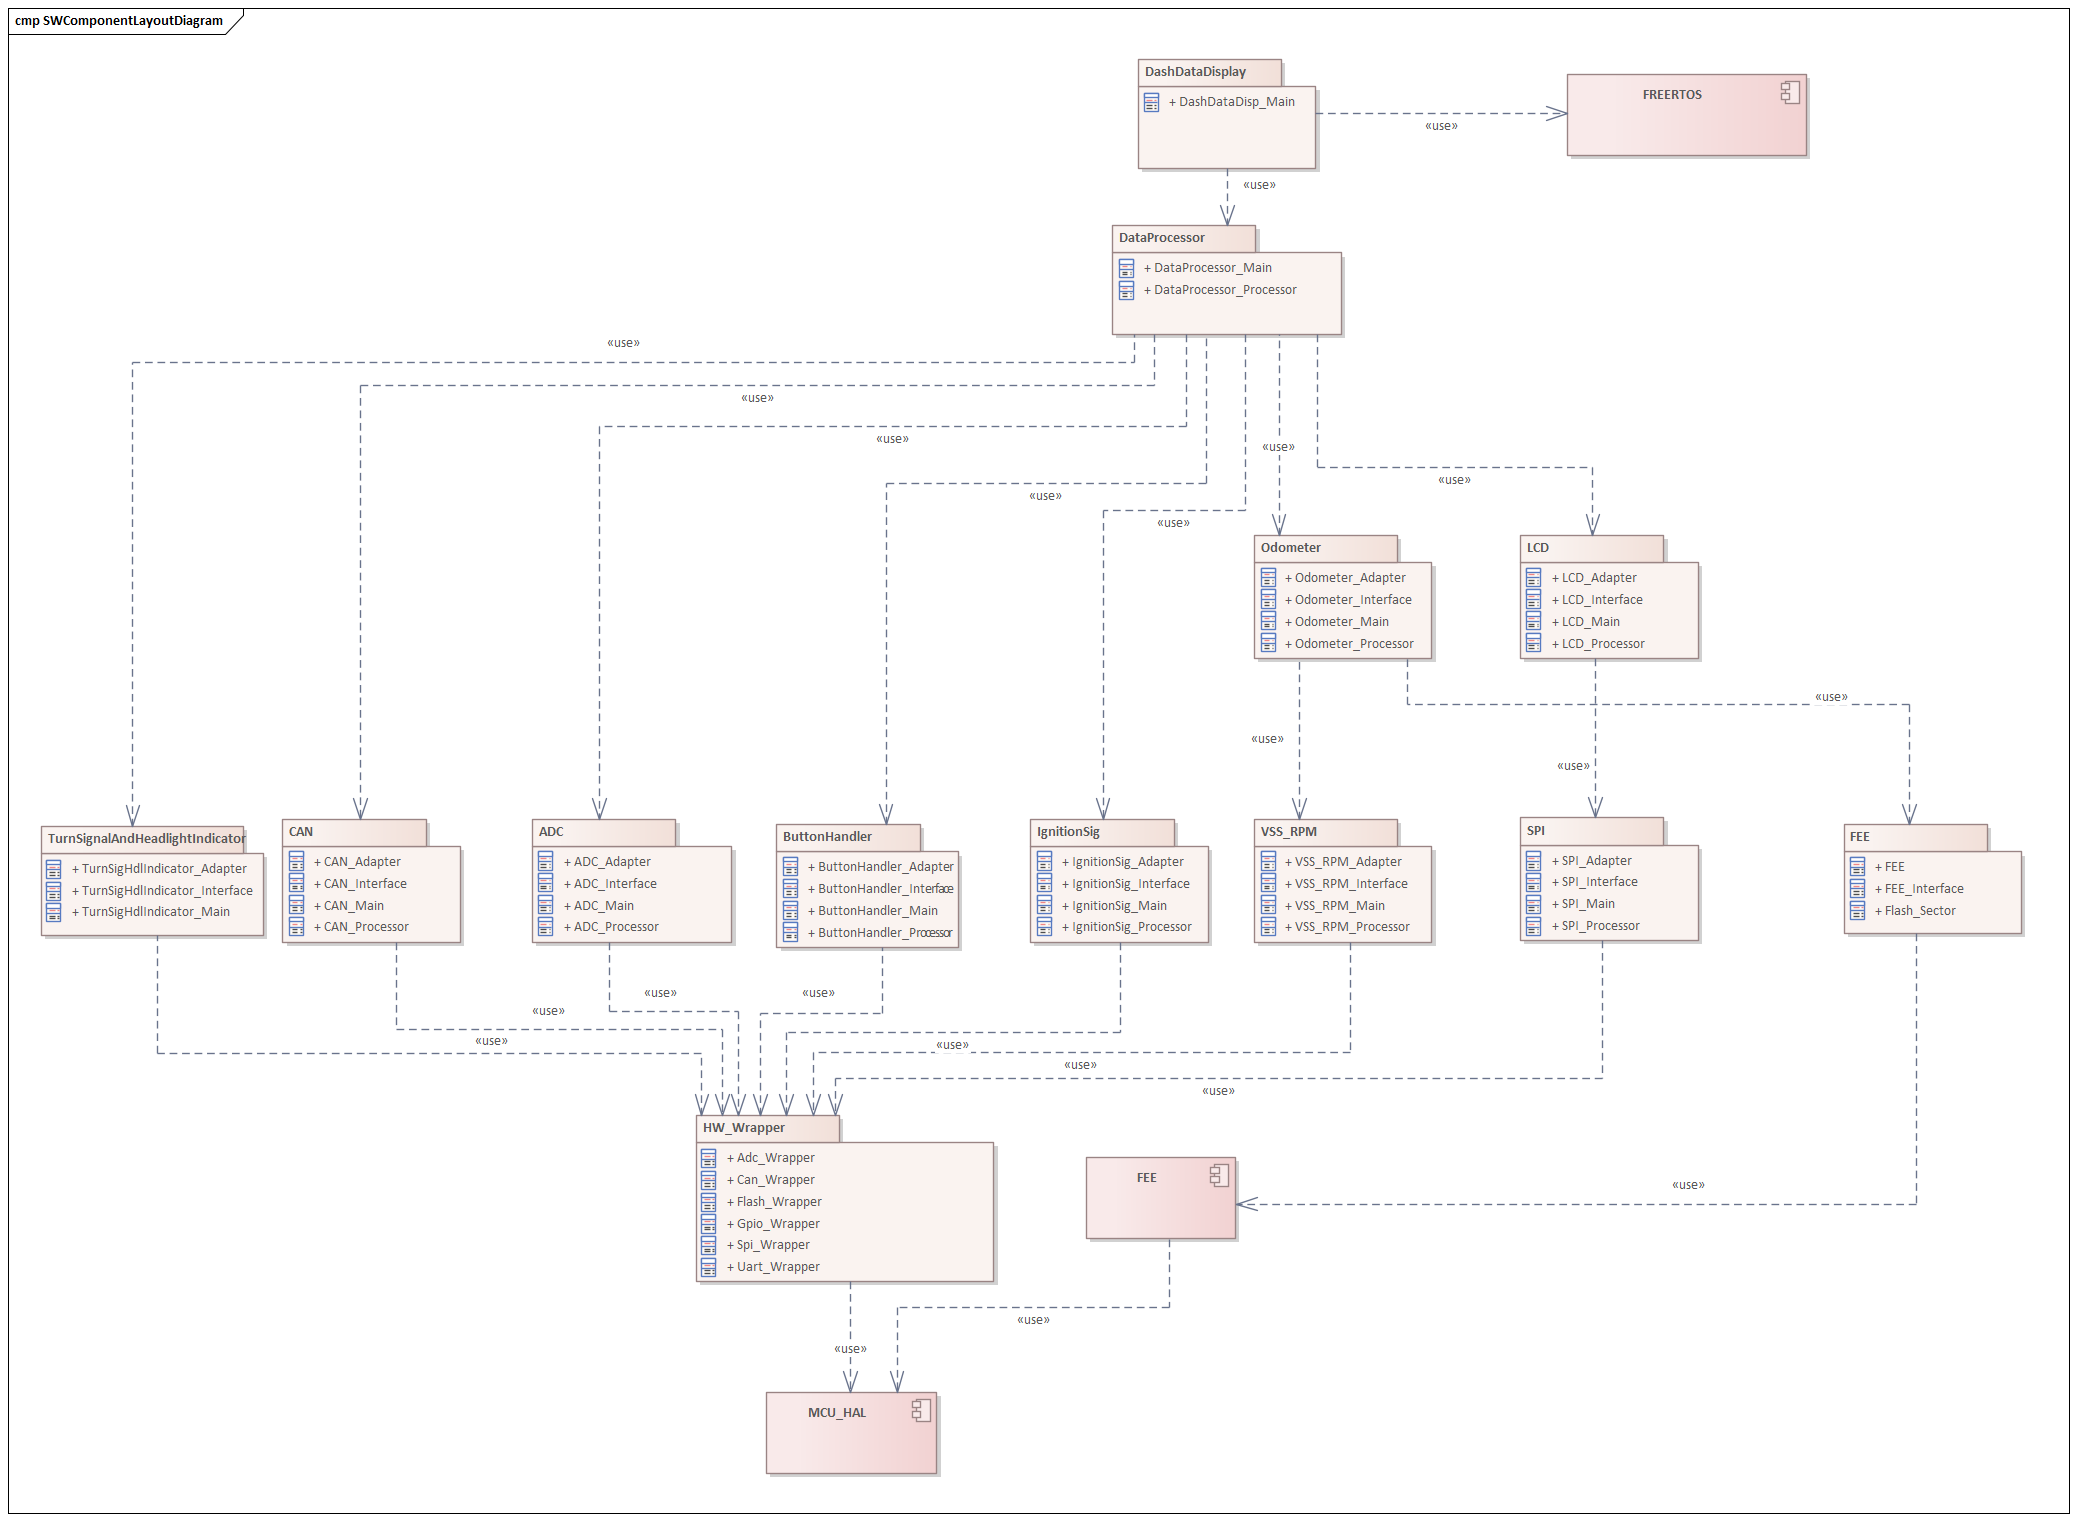 cmp SWComponentLayoutDiagram
DashDataDisplay
+ DashDataDisp_Main
FREERTOS
«use»
«use»
DataProcessor
+ DataProcessor_Main
+ DataProcessor_Processor
«use»
«use»
«use»
«use»
«use»
«use»
«use»
Odometer
+ Odometer_Adapter
+ Odometer_Interface
+ Odometer_Main
+ Odometer_Processor
LCD
+ LCD_Adapter
+ LCD_Interface
+ LCD_Main
+ LCD_Processor
«use»
«use»
«use»
TurnSignalAndHeadlightIndicator
+ TurnSigHdlIndicator_Adapter
+ TurnSigHdlIndicator_Interface
+ TurnSigHdlIndicator_Main
CAN
+ CAN_Adapter
+ CAN_Interface
+ CAN_Main
+ CAN_Processor
ADC
+ ADC_Adapter
+ ADC_Interface
+ ADC_Main
+ ADC_Processor
ButtonHandler
+ ButtonHandler_Adapter
+ ButtonHandler_Interface
+ ButtonHandler_Main
+ ButtonHandler_Processor
IgnitionSig
+ IgnitionSig_Adapter
+ IgnitionSig_Interface
+ IgnitionSig_Main
+ IgnitionSig_Processor
VSS_RPM
+ VSS_RPM_Adapter
+ VSS_RPM_Interface
+ VSS_RPM_Main
+ VSS_RPM_Processor
SPI
+ SPI_Adapter
+ SPI_Interface
+ SPI_Main
+ SPI_Processor
FEE
+ FEE
+ FEE_Interface
+ Flash_Sector
«use»
«use»
«use»
«use»
«use»
«use»
«use»
HW_Wrapper
+ Adc_Wrapper
+ Can_Wrapper
+ Flash_Wrapper
+ Gpio_Wrapper
+ Spi_Wrapper
+ Uart_Wrapper
FEE
«use»
«use»
«use»
MCU_HAL